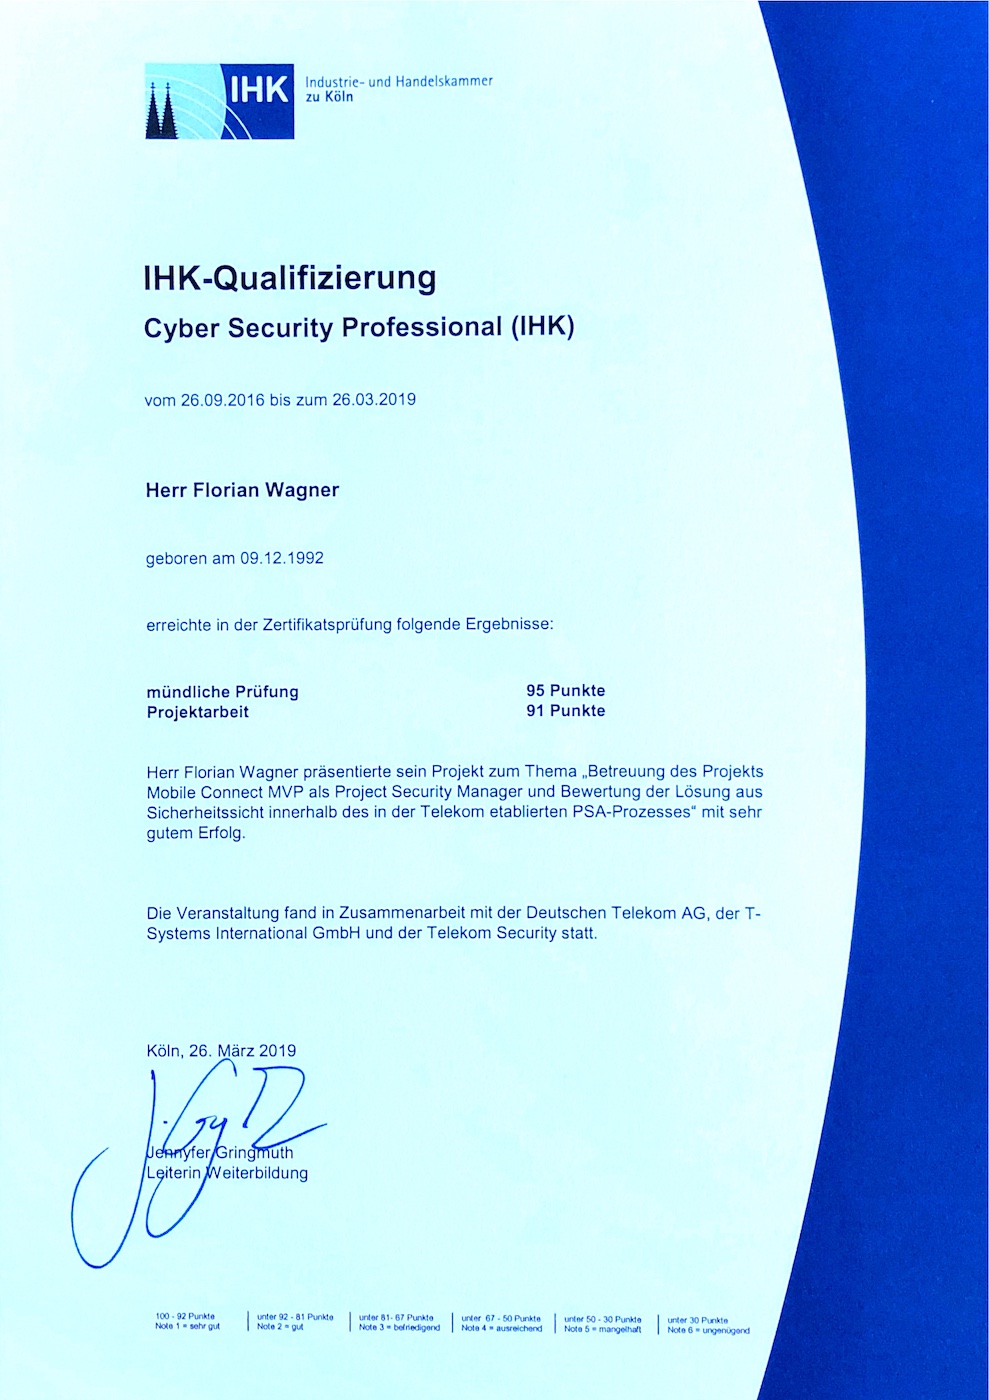 IHK
Industrie- und Handelskammer
zu Köln
IHK-Qualifizierung
Cyber Security Professional (IHK)
vom 26.09.2016 bis zum 26.03.2019
Herr Florian Wagner
geboren am 09.12.1992
erreichte in der Zertifikatsprüfung folgende Ergebnisse:
mündliche Prüfung 95 Punkte
Projektarbeit 91 Punkte
Herr Florian Wagner präsentierte sein Projekt zum Thema „Betreuung des Projekts
Mobile Connect MVP als Project Security Manager und Bewertung der Lösung aus
Sicherheitssicht innerhalb des in der Telekom etablierten PSA-Prozesses“ mit sehr
gutem Erfolg.
Die Veranstaltung fand in Zusammenarbeit mit der Deutschen Telekom AG, der T-
Systems International GmbH und der Telekom Security statt.
Köln, 26. März 2019
Jennyfer Gringmuth
Leiterin Weiterbildung
100 - 92 Punkte
Note 1 = sehr gut
unter 92 - 81 Punkte
Note 2 = gut
unter 81- 67 Punkte
Note 3 = befriedigend
unter 67 - 50 Punkte
Note 4 = ausreichend
unter 50 - 30 Punkte
Note 5 = mangelhaft
unter 30 Punkte
Note 6 = ungenügend